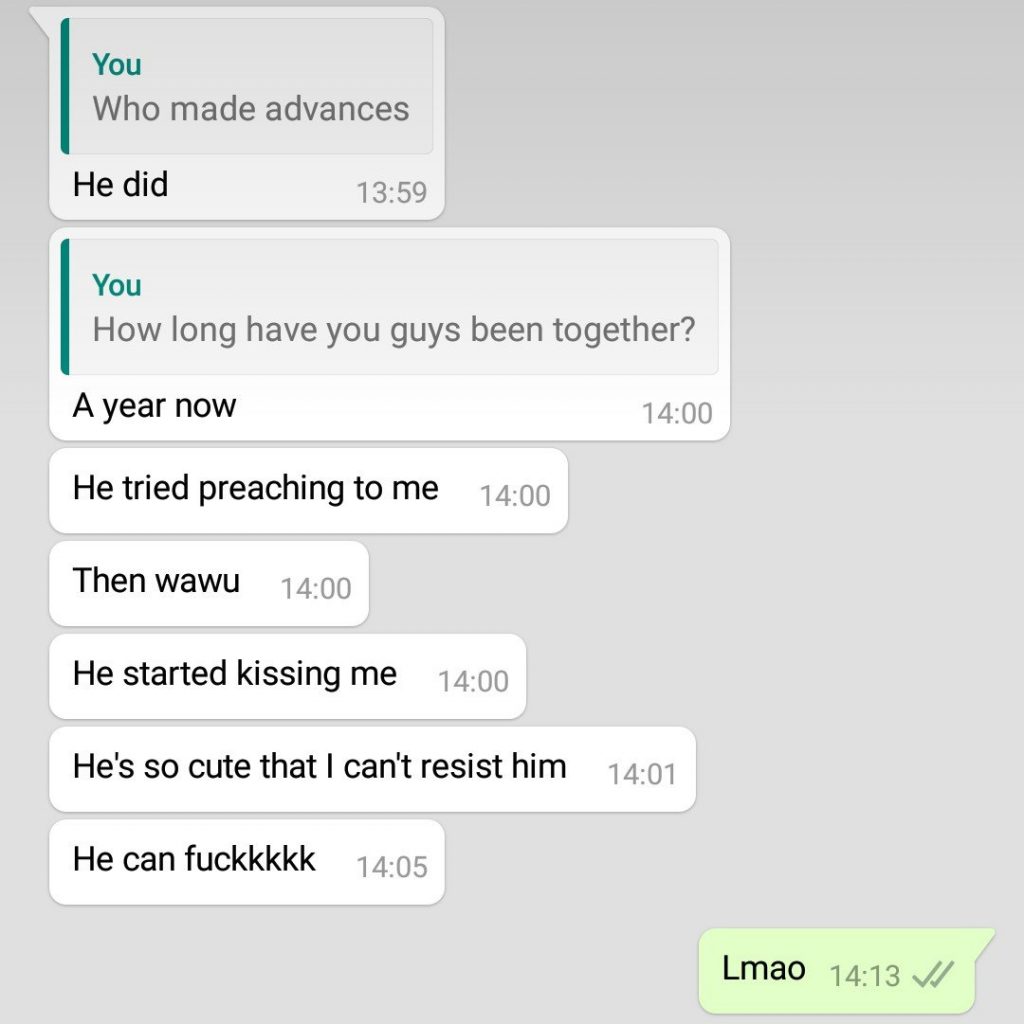 You
Who made advances
He did 13:59
You
How long have you guys been together?
A year now 14:00
He tried preaching to me 14:00
Then wawu 14:00
He started kissing me 14:00
He's so cute that I can't resist him 14:01
He can fuckkkkk 14:05
Lmao 14:13